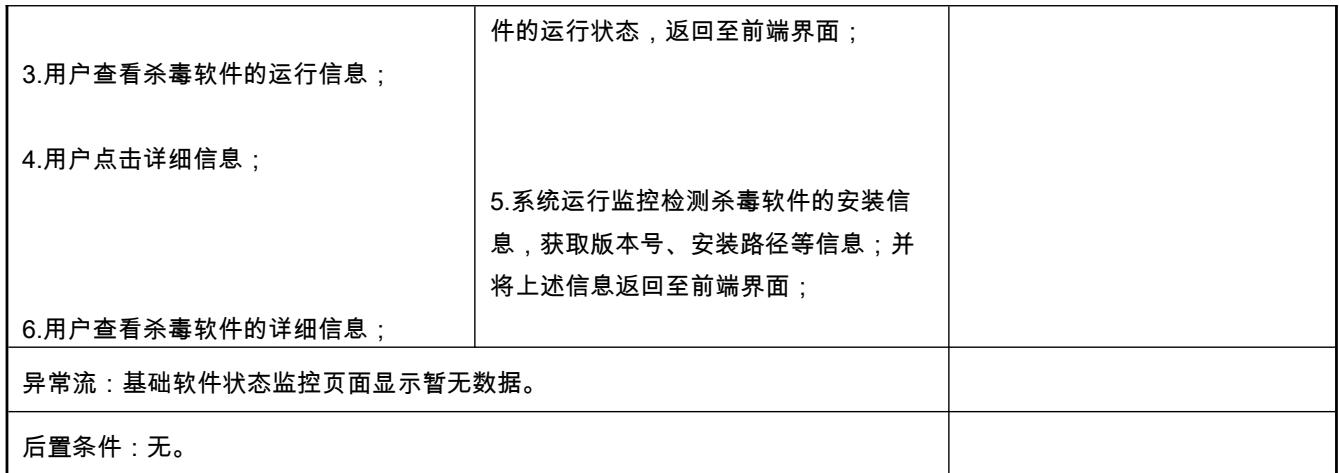 件的运行状态，返回至前端界面；
3.用户查看杀毒软件的运行信息；
4.用户点击详细信息；
5.系统运行监控检测杀毒软件的安装信
息，获取版本号、安装路径等信息；并
将上述信息返回至前端界面；
6.用户查看杀毒软件的详细信息；
异常流：基础软件状态监控页面显示暂无数据。
后置条件：无。